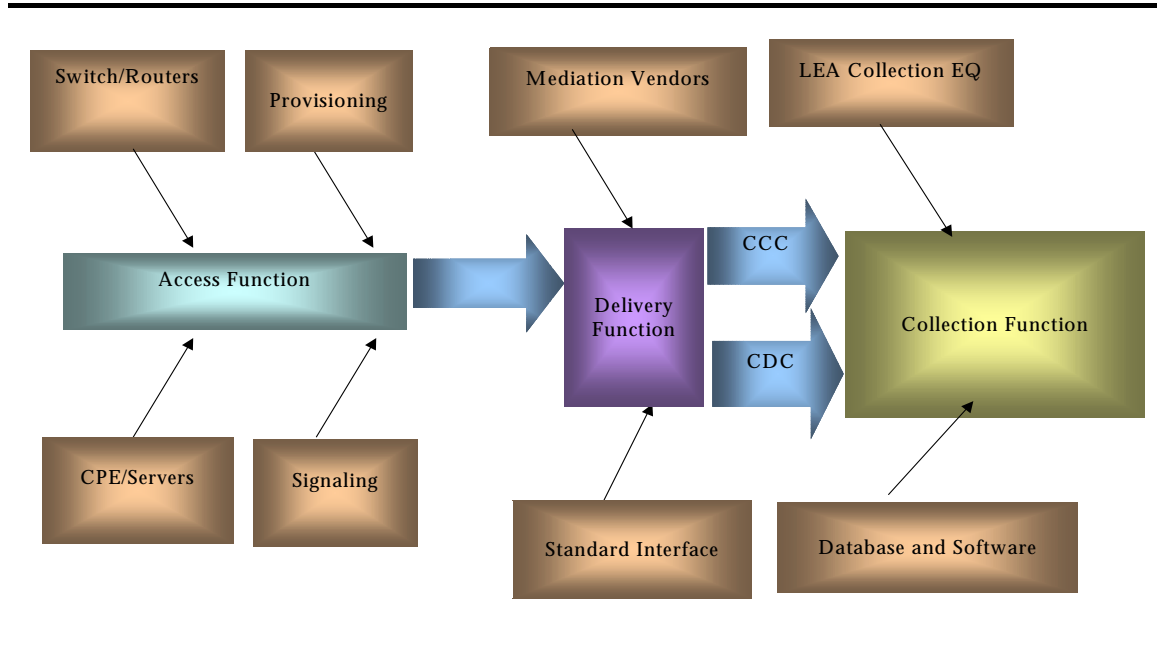 Switch/Routers
Provisioning
Mediation Vendors
LEA Collection EQ
Access Function
Delivery
Function
CCC
CDC
Collection Function
CPE/Servers
Signaling
Standard Interface
Database and Software